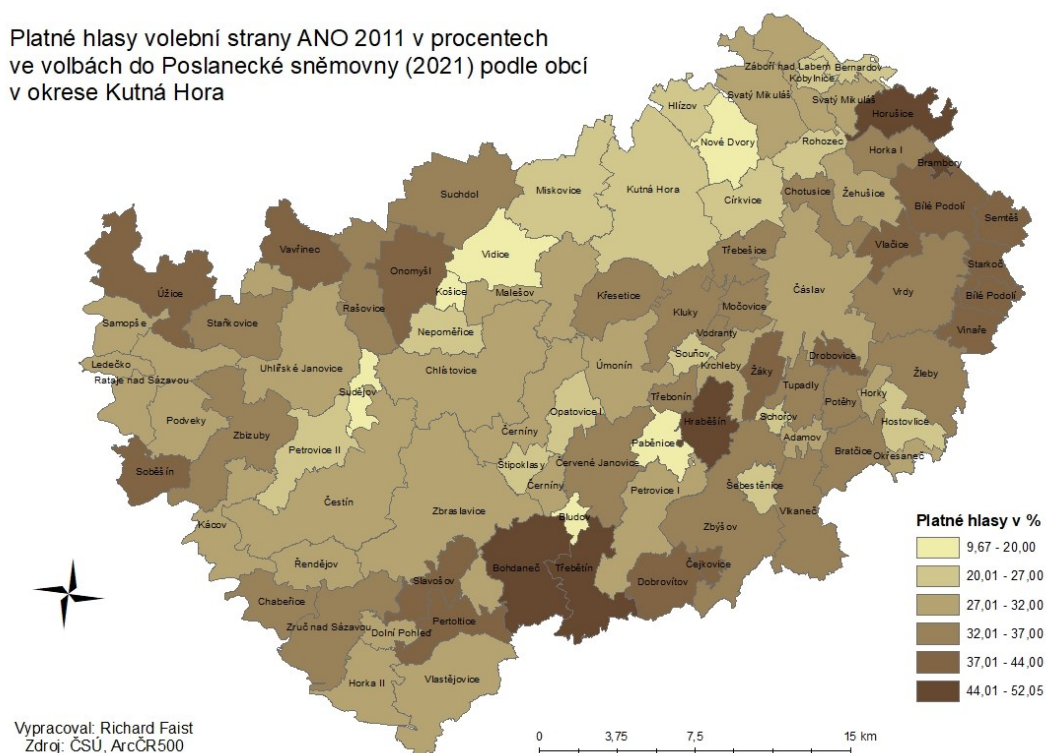 Platné hlasy volební strany ANO 2011 v procentech
ve volbách do Poslanecké sněmovny (2021) podle obcí
v okrese Kutná Hora
Záboří nad Labem
Bernardov
Kobylnice
Hlízov
Svatý Mikuláš
Svatý Mikuláš
Horušice
Nové Dvory
Rohozec
Horka I
Brambory
Suchdol
Miskovice
Kutná Hora
Církvice
Chotusice
Žehušice
Bílé Podolí
Semtěš
Vavřinec
Onomyšl
Vidice
Třebešice
Vlačice
Starkoč
Úžice
Košice
Malešov
Křesetice
Čáslav
Vrdy
Bílé Podolí
Rašovice
Močovice
Kluky
Samopše
Staňkovice
Nepoměřice
Vodranty
Vinaře
Souňov
Drobovice
Ledečko
Uhlířské Janovice
Chlístovice
Úmonín
Krchleby
Žáky
Žleby
Rataje nad Sázavou
Sudějov
Třebonín
Tupadly
Potěhy
Horky
Podveky
Opatovice I
Hraběšín
Schořov
Hostovlice
Zbizuby
Petrovice II
Černíny
Paběnice
Adamov
Bratčice
Okřesaneč
Soběšín
Štipoklasy
Červené Janovice
Černíny
Petrovice I
Šebestěnice
Vlkaneč
Čestín
Zbraslavice
Bludov
Zbýšov
Kácov
Řendějov
Bohdaneč
Třebětín
Čejkovice
Dobrovítov
Slavošov
Chabeřice
Pertoltice
Zruč nad Sázavou
Dolní Pohleď
Horka II
Vlastějovice
Platné hlasy v %
9,67 - 20,00
20,01 - 27,00
27,01 - 32,00
32,01 - 37,00
37,01 - 44,00
44,01 - 52,05
Vypracoval: Richard Faist
Zdroj: ČSÚ, ArcČR500
0 3,75 7,5 15 km